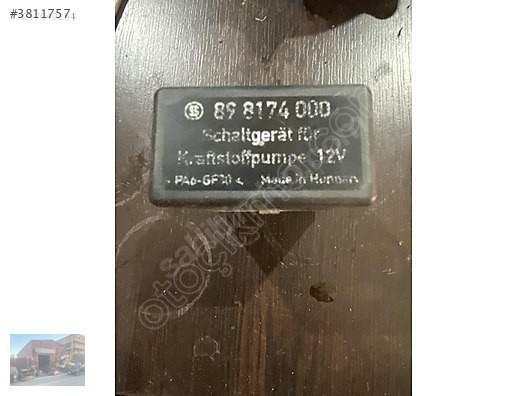 #3811757
89 8174 000
Schaltgerät für
Kraftstoffpumpe 12V
>PA6-GF30< Made in Hungary